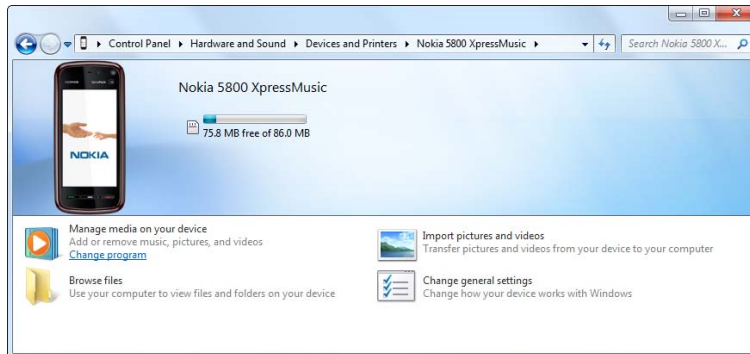 Control Panel ▸ Hardware and Sound ▸ Devices and Printers ▸ Nokia 5800 XpressMusic ▸
Search Nokia 5800 X...
Nokia 5800 XpressMusic
75.8 MB free of 86.0 MB
NOKIA
Manage media on your device
Add or remove music, pictures, and videos
Change program
Import pictures and videos
Transfer pictures and videos from your device to your computer
Browse files
Use your computer to view files and folders on your device
Change general settings
Change how your device works with Windows